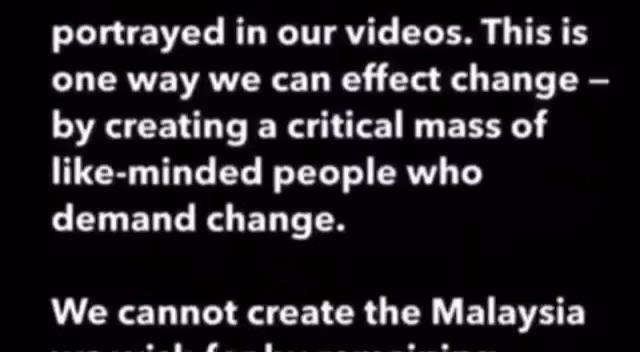 portrayed in our videos. This is
one way we can effect change –
by creating a critical mass of
like-minded people who
demand change.
We cannot create the Malaysia